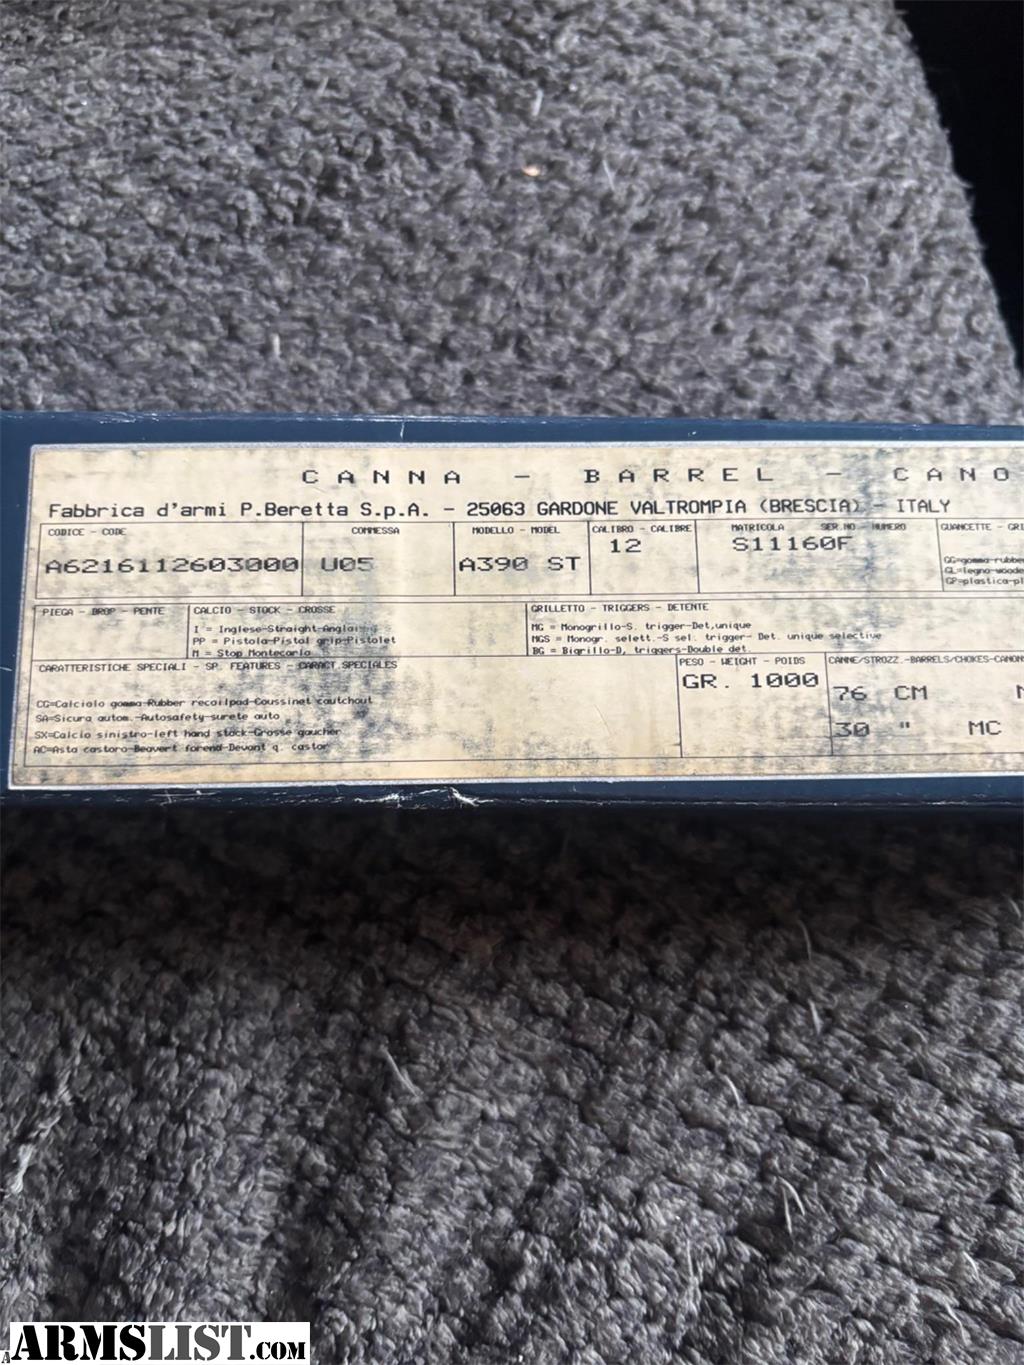 CANNA - BARREL - CANO
Fabbrica d'armi P.Beretta S.p.A. - 25063 GARDONE VALTROMPIA (BRESCIA) - ITALY
CODICE - CODE COMMESSA MODELLO - MODEL CALIBRO - CALIBRE MATRICOLA SER.NO - NUMERO GUANCETTE - GRI
A6216112603000 U05 A390 ST 12 S11160F
GG=gomma-rubbe
GL=legno-woode
GP=plastica-pl
PIEGA - DROP - PENTE CALCIO - STOCK - CROSSE GRILLETTO - TRIGGERS - DETENTE
I = Inglese-Straight-Anglaise MG = Monogrillo-S. trigger-Det,unique
PP = Pistola-Pistol grip-Pistolet MGS = Monogr. selett.-S sel. trigger- Det. unique selective
M = Stop Montecarlo BG = Bigrillo-D, triggers-Double det.
CARATTERISTICHE SPECIALI - SP. FEATURES - CARACT.SPECIALES PESO - WEIGHT - POIDS CANNE/STROZZ.-BARRELS/CHOKES-CANONS
GR. 1000 76 CM
CG=Calciolo gomma-Rubber recoilpad-Coussinet cautchout
SA=Sicura autom.-Autosafety-surete auto
SX=Calcio sinistro-left hand stock-Crosse gaucher 30 " MC
AC=Asta castoro-Beavert forend-Devant q. castor
ARMSLIST.COM